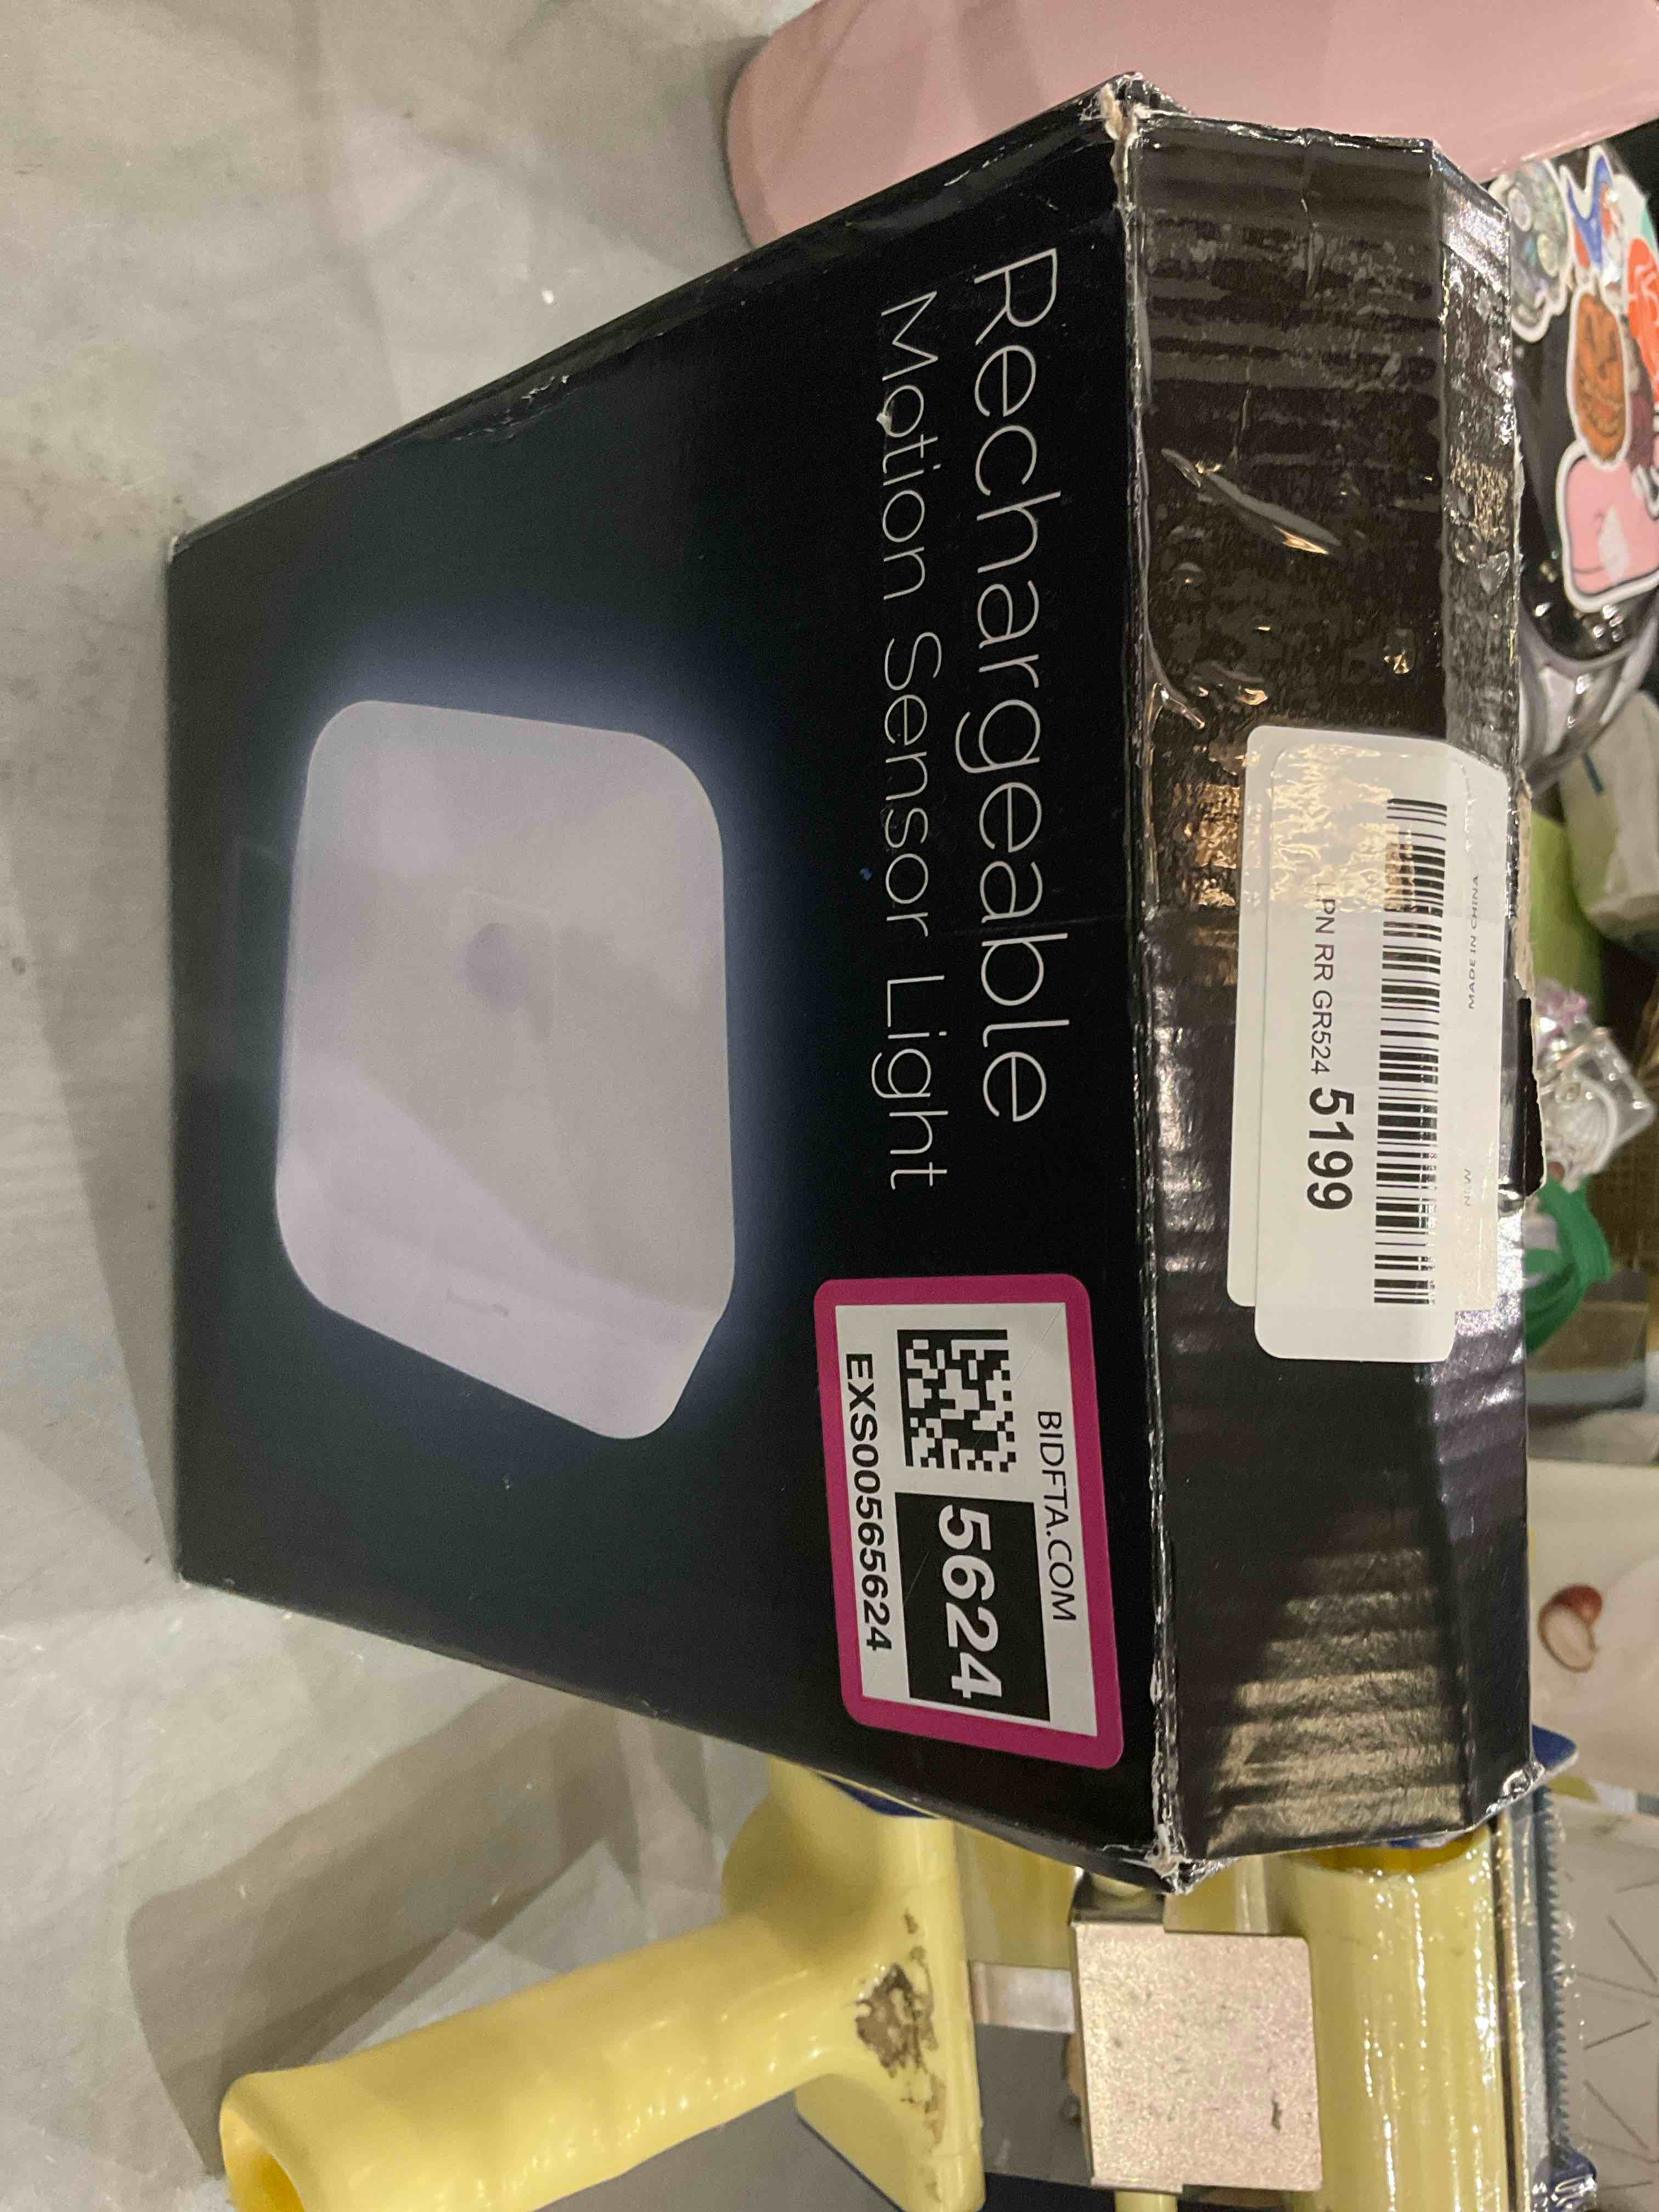 Rechargeable
Motion Sensor Light
BIDFTA.COM
5624
EXS00565624
LPN RR GR524 5199
MADE IN CHINA